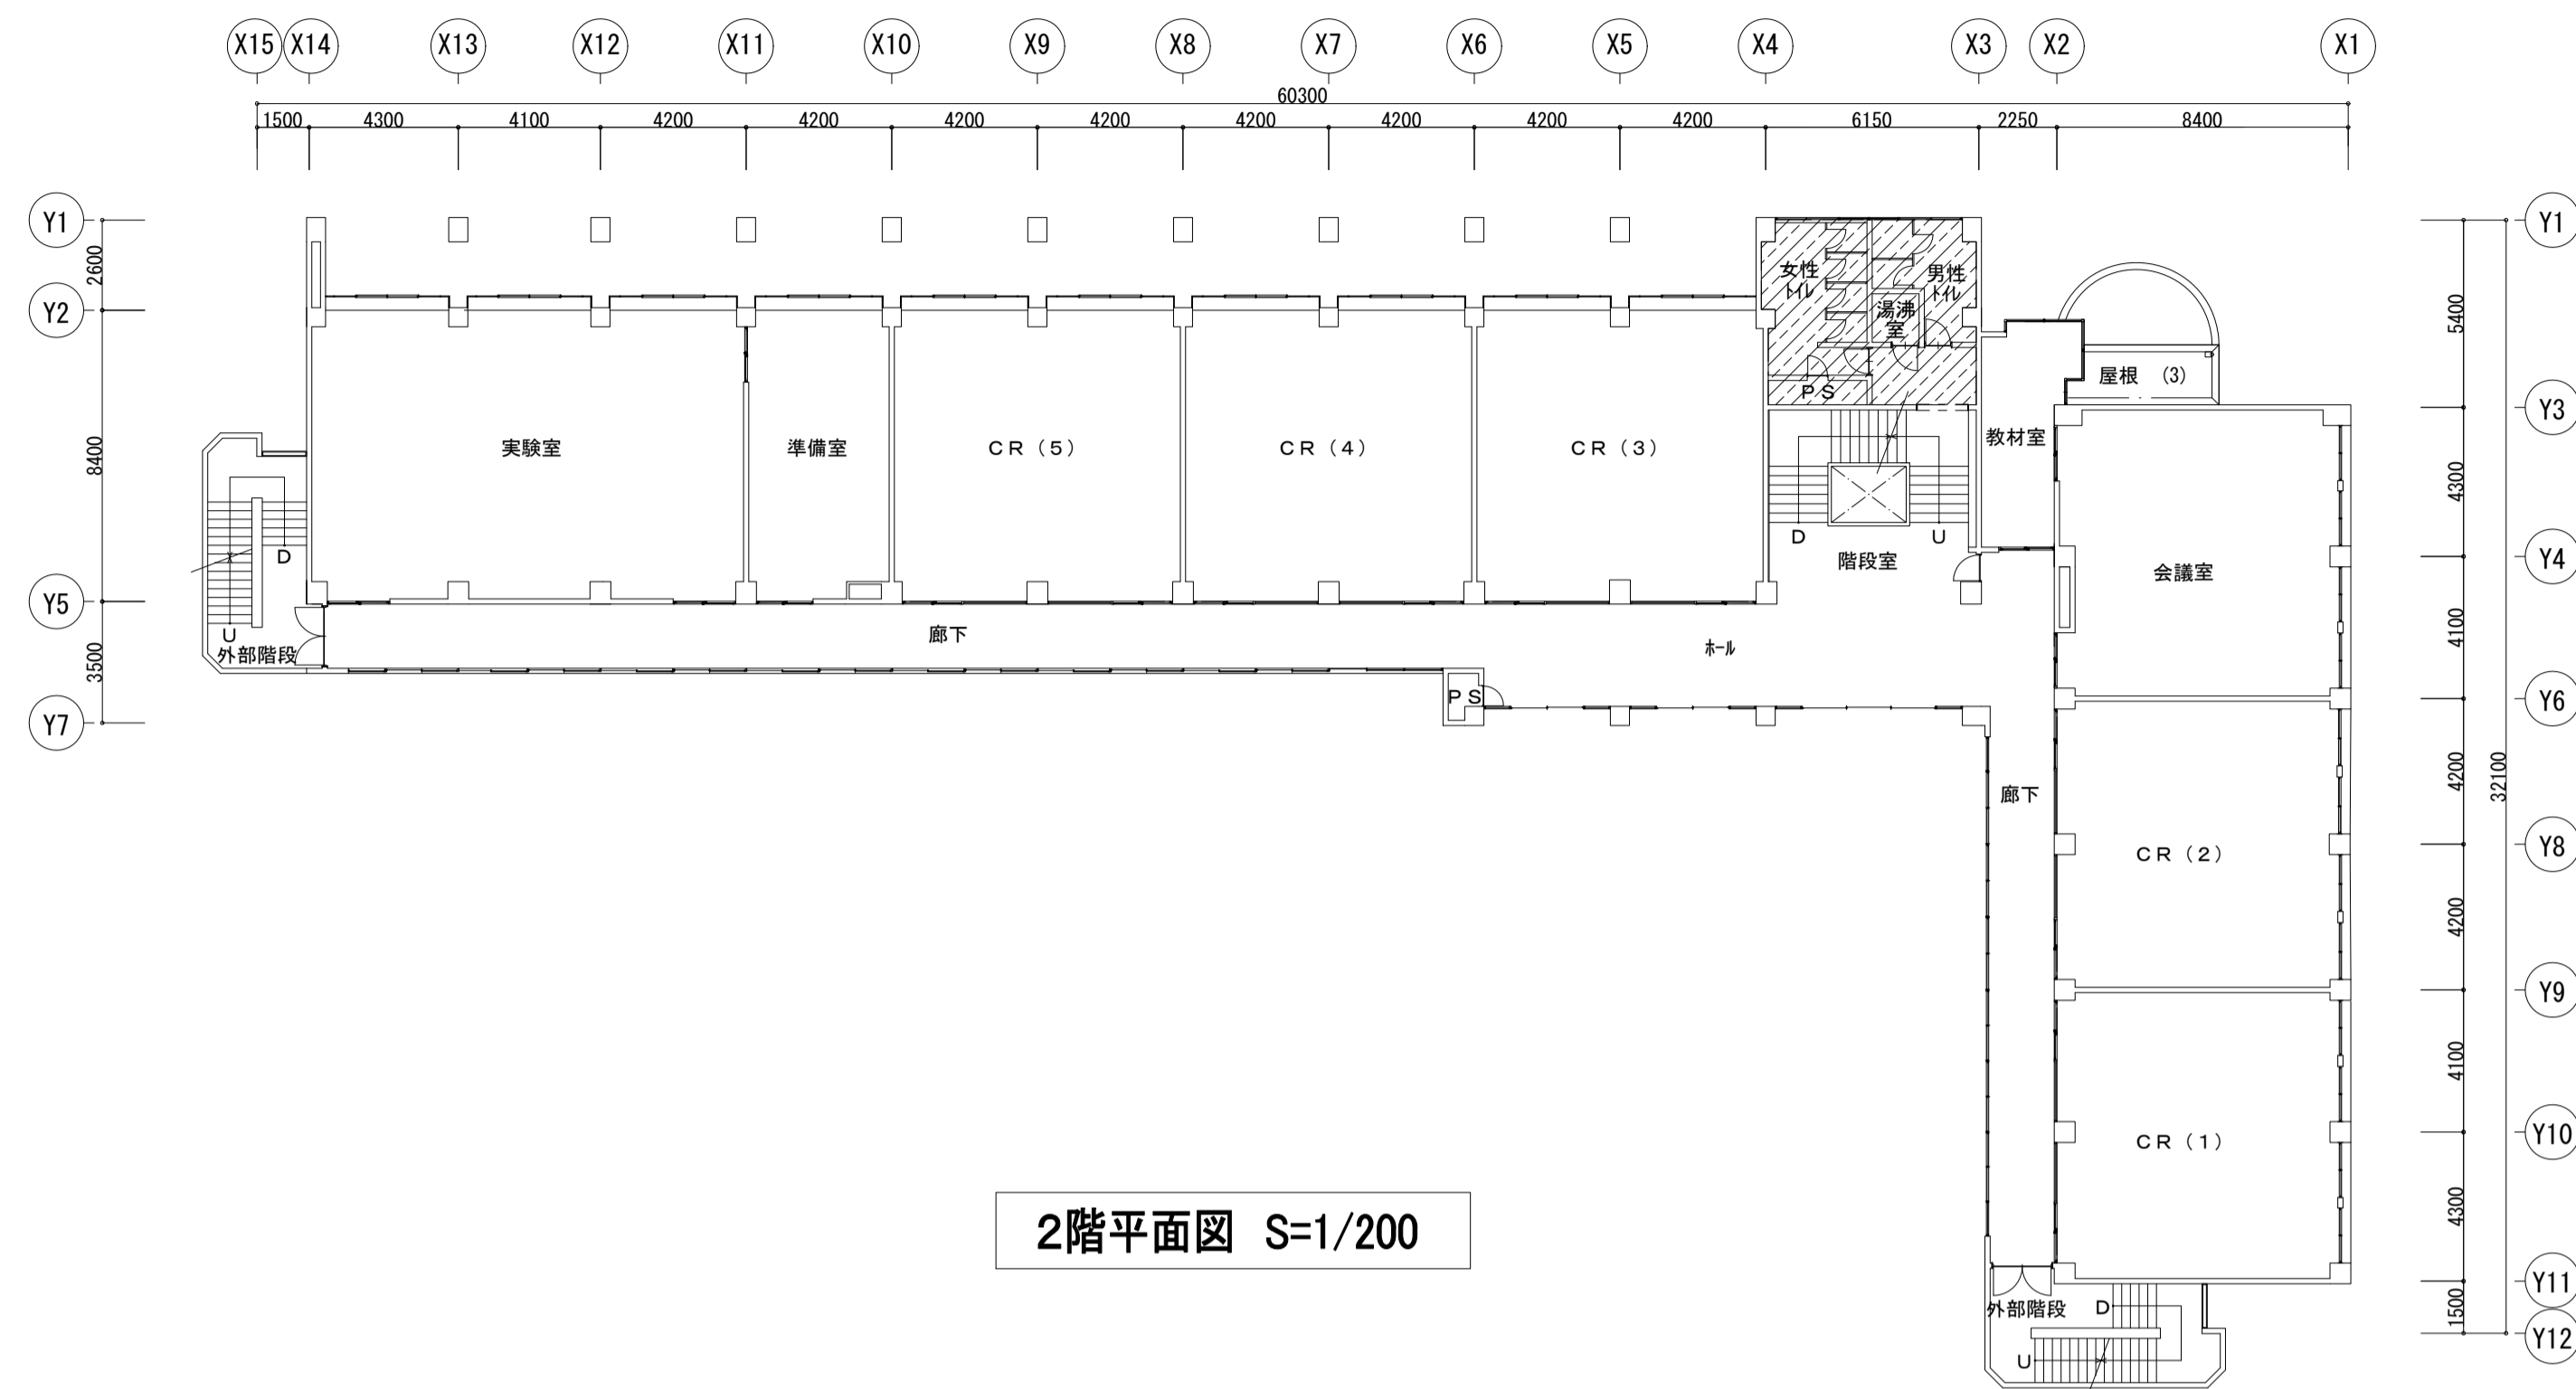 X15 X14 X13 X12 X11 X10 X9 X8 X7 X6 X5 X4 X3 X2 X1
60300
1500 4300 4100 4200 4200 4200 4200 4200 4200 4200 4200 6150 2250 8400
Y1
Y2
Y5
Y7
2600
8400
3500
女性
トイレ
男性
トイレ
湯沸
室
PS
屋根 (3)
実験室
準備室
CR(5)
CR(4)
CR(3)
教材室
D
U
階段室
会議室
D
U
外部階段
廊下
ホール
PS
廊下
CR(2)
CR(1)
2階平面図 S=1/200
外部階段
D
U
Y1
Y3
Y4
Y6
Y8
Y9
Y10
Y11
Y12
5400
4300
4100
4200
4200
4100
4300
1500
32100